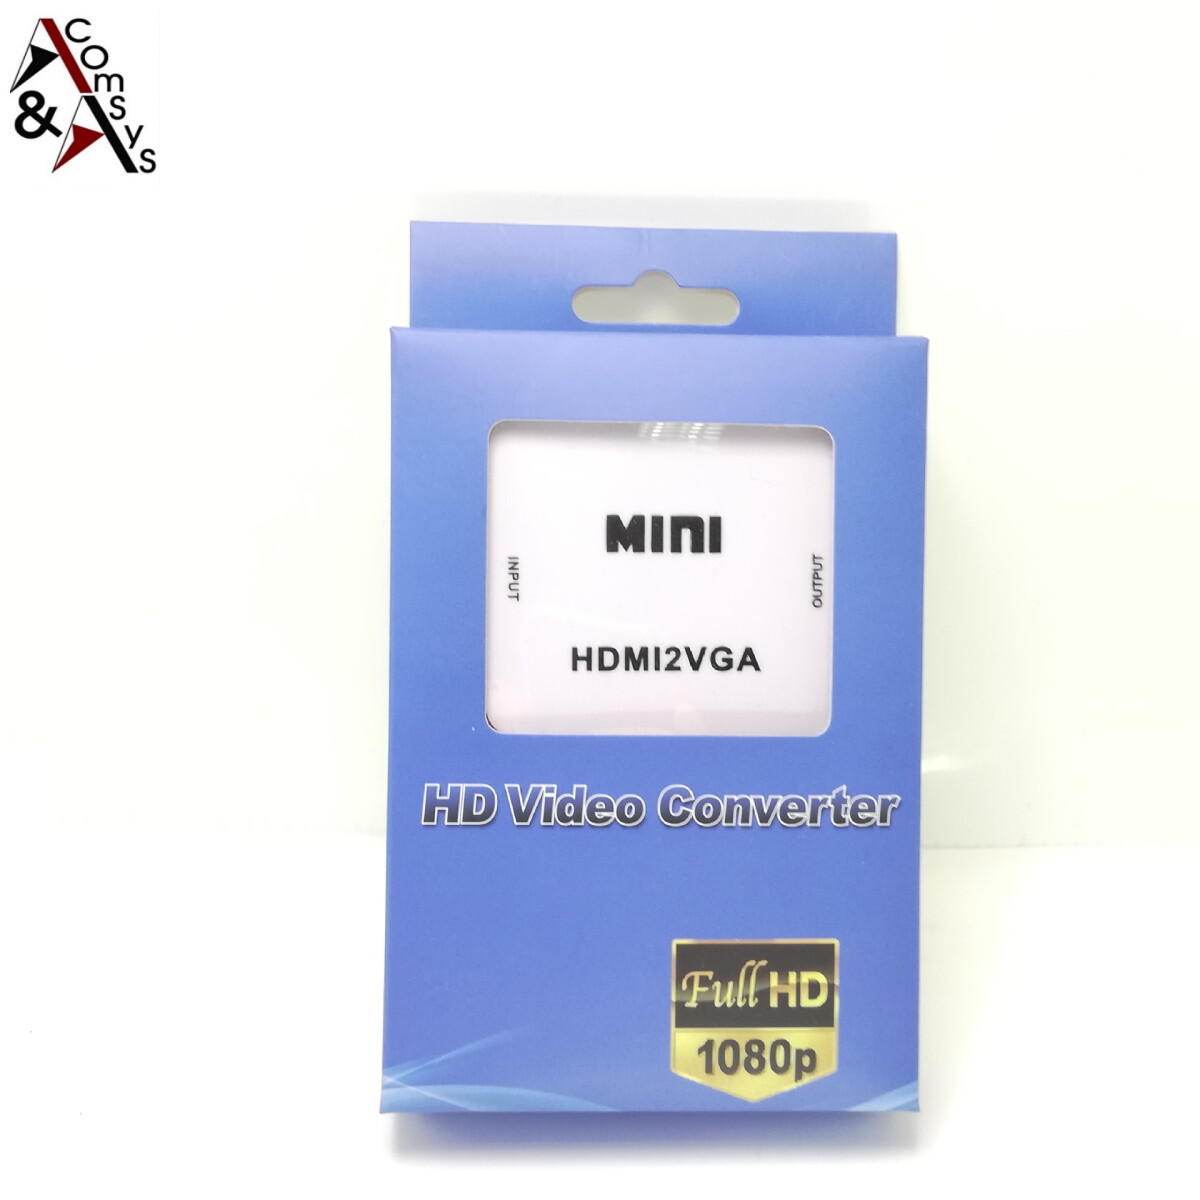 Comsys
&
MINI
INPUT
OUTPUT
HDMI2VGA
HD Video Converter
Full HD
1080p